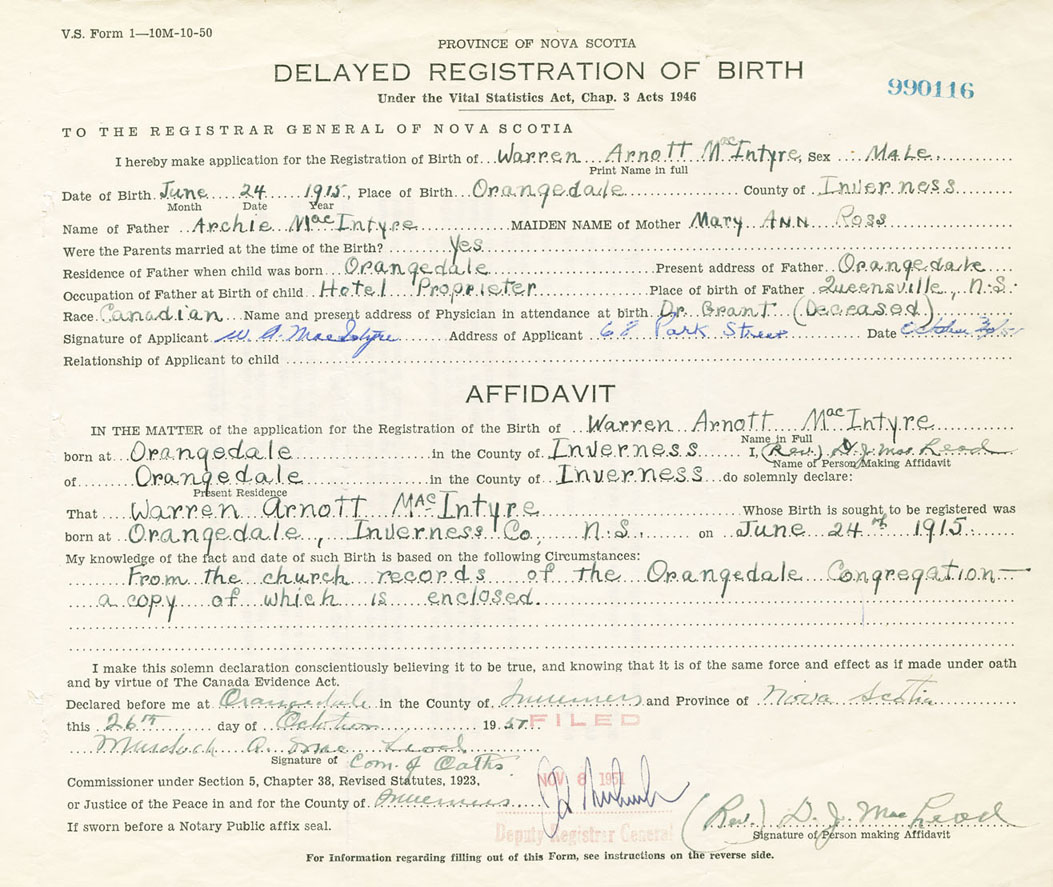 V.S. Form 1—10M-10-50
PROVINCE OF NOVA SCOTIA
DELAYED REGISTRATION OF BIRTH
990116
Under the Vital Statistics Act, Chap. 3 Acts 1946
TO THE REGISTRAR GENERAL OF NOVA SCOTIA
I hereby make application for the Registration of Birth of Warren Arnott MacIntyre, Sex Male
Print Name in full
Date of Birth June 24 1915, Place of Birth Orangedale County of Inverness
Month Date Year
Name of Father Archie MacIntyre MAIDEN NAME of Mother Mary Ann Ross
Were the Parents married at the time of the Birth? Yes
Residence of Father when child was born Orangedale Present address of Father Orangedale
Occupation of Father at Birth of child Hotel Proprieter Place of birth of Father Queensville, N.S.
Race Canadian Name and present address of Physician in attendance at birth Dr. Brant (Deceased)
Signature of Applicant W. A. MacIntyre Address of Applicant 68 Park Street Date October
Relationship of Applicant to child
AFFIDAVIT
IN THE MATTER of the application for the Registration of the Birth of Warren Arnott MacIntyre
Name in Full
born at Orangedale in the County of Inverness I, (Rev.) D. J. MacLeod
Name of Person Making Affidavit
of Orangedale in the County of Inverness do solemnly declare:
Present Residence
That Warren Arnott MacIntyre Whose Birth is sought to be registered was
born at Orangedale, Inverness Co, N.S. on June 24th 1915.
My knowledge of the fact and date of such Birth is based on the following Circumstances:
From the church records of the Orangedale Congregation—
a copy of which is enclosed.
I make this solemn declaration conscientiously believing it to be true, and knowing that it is of the same force and effect as if made under oath
and by virtue of The Canada Evidence Act.
Declared before me at Orangedale in the County of Inverness and Province of Nova Scotia
this 26th day of October 1951.
FILED
Murdoch A. MacLeod
Signature of Com. of Oaths
Commissioner under Section 5, Chapter 38, Revised Statutes, 1923,
NOV 8 1951
or Justice of the Peace in and for the County of Inverness
(Rev.) D. J. MacLeod
If sworn before a Notary Public affix seal.
Deputy Registrar General
Signature of Person making Affidavit
For Information regarding filling out of this Form, see instructions on the reverse side.